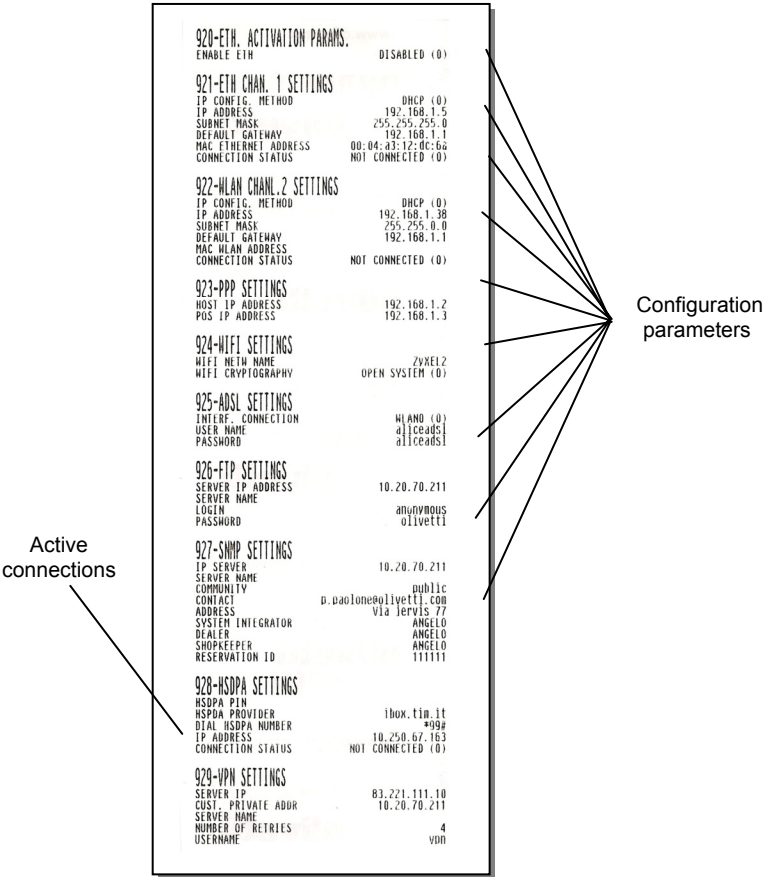 920-ETH. ACTIVATION PARAMS.
ENABLE ETH DISABLED (0)
921-ETH CHAN. 1 SETTINGS
IP CONFIG. METHOD DHCP (0)
IP ADDRESS 192.168.1.5
SUBNET MASK 255.255.255.0
DEFAULT GATEWAY 192.168.1.1
MAC ETHERNET ADDRESS 00:04:a3:12:dc:6a
CONNECTION STATUS NOT CONNECTED (0)
922-WLAN CHANL.2 SETTINGS
IP CONFIG. METHOD DHCP (0)
IP ADDRESS 192.168.1.38
SUBNET MASK 255.255.0.0
DEFAULT GATEWAY 192.168.1.1
MAC WLAN ADDRESS
CONNECTION STATUS NOT CONNECTED (0)
923-PPP SETTINGS
HOST IP ADDRESS 192.168.1.2
POS IP ADDRESS 192.168.1.3
924-WIFI SETTINGS
WIFI NETW NAME ZyXEL2
WIFI CRYPTOGRAPHY OPEN SYSTEM (0)
925-ADSL SETTINGS
INTERF. CONNECTION WLAN0 (0)
USER NAME aliceadsl
PASSWORD aliceadsl
926-FTP SETTINGS
SERVER IP ADDRESS 10.20.70.211
SERVER NAME
LOGIN anonymous
PASSWORD olivetti
927-SNMP SETTINGS
IP SERVER 10.20.70.211
SERVER NAME
COMMUNITY public
CONTACT p.paolone@olivetti.com
ADDRESS Via Jervis 77
SYSTEM INTEGRATOR ANGELO
DEALER ANGELO
SHOPKEEPER ANGELO
RESERVATION ID 111111
928-HSDPA SETTINGS
HSDPA PIN
HSPDA PROVIDER ibox.tim.it
DIAL HSDPA NUMBER *99#
IP ADDRESS 10.250.67.163
CONNECTION STATUS NOT CONNECTED (0)
929-VPN SETTINGS
SERVER IP 83.221.111.10
CUST. PRIVATE ADDR 10.20.70.211
SERVER NAME
NUMBER OF RETRIES 4
USERNAME vpn
Configuration
parameters
Active
connections